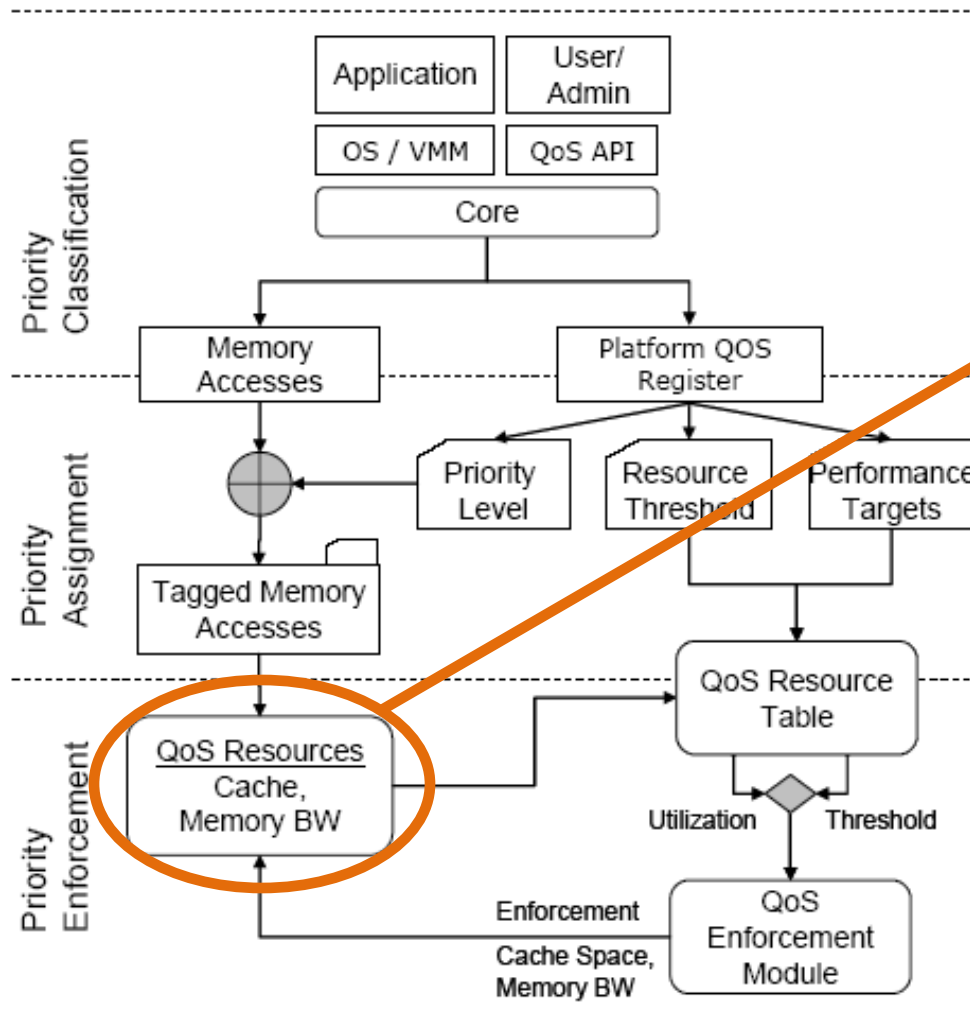 Application
User/
Admin
OS / VMM
QoS API
Core
Priority
Classification
Memory
Accesses
Platform QOS
Register
Priority
Assignment
Priority
Level
Resource
Threshold
Performance
Targets
Tagged Memory
Accesses
QoS Resource
Table
Priority
Enforcement
QoS Resources
Cache,
Memory BW
Utilization
Threshold
Enforcement
Cache Space,
Memory BW
QoS
Enforcement
Module